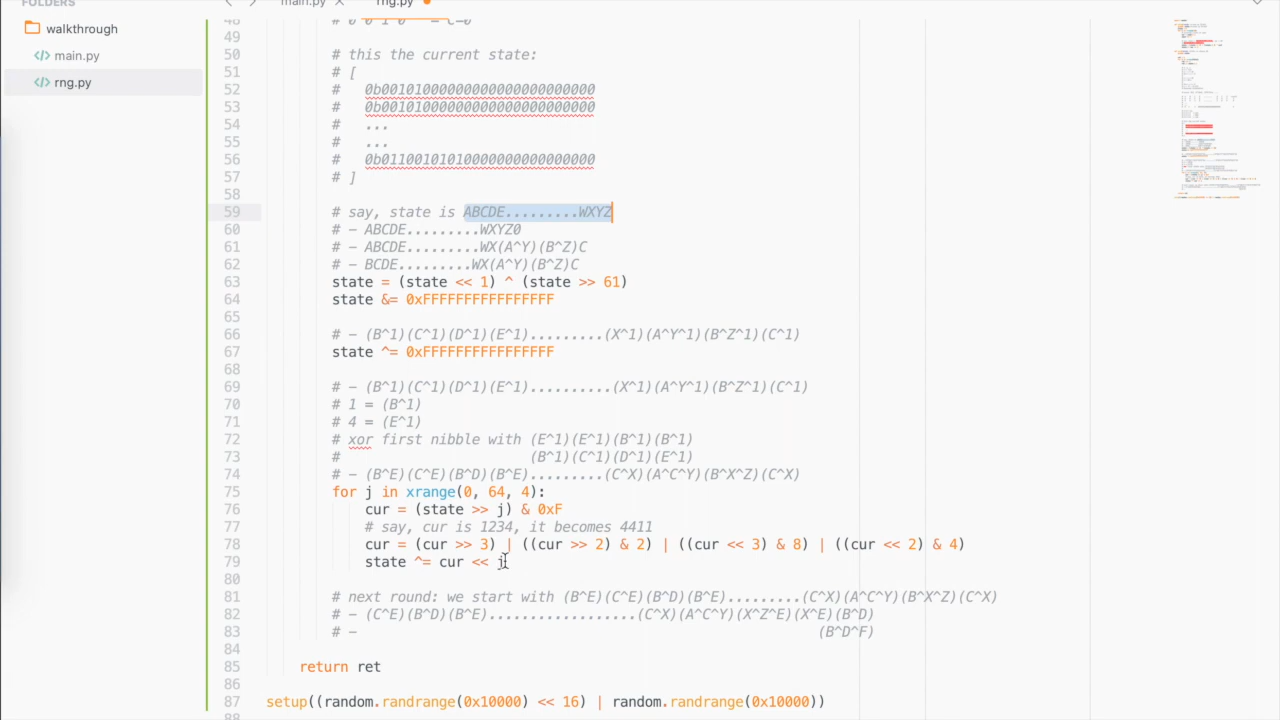 FOLDERS
walkthrough
main.py
rng.py
main.py
rng.py
48 # 0 0 1 0 = C=0
49
50 # this the current state:
51 # [
52 #
53 #
54 # ...
55 # ...
56 #
57 # ]
58
59 # say, state is ABCDE.........WXYZ
60 # - ABCDE.........WXYZ0
61 # - ABCDE.........WX(A^Y)(B^Z)C
62 # - BCDE.........WX(A^Y)(B^Z)C
63 state = (state << 1) ^ (state >> 61)
64 state &= 0xFFFFFFFFFFFFFFFF
65
66 # - (B^1)(C^1)(D^1)(E^1).........(X^1)(A^Y^1)(B^Z^1)(C^1)
67 state ^= 0xFFFFFFFFFFFFFFFF
68
69 # - (B^1)(C^1)(D^1)(E^1)..........(X^1)(A^Y^1)(B^Z^1)(C^1)
70 # 1 = (B^1)
71 # 4 = (E^1)
72 # xor first nibble with (E^1)(E^1)(B^1)(B^1)
73 # (B^1)(C^1)(D^1)(E^1)
74 # - (B^E)(C^E)(B^D)(B^E).........(C^X)(A^C^Y)(B^X^Z)(C^X)
75 for j in xrange(0, 64, 4):
76 cur = (state >> j) & 0xF
77 # say, cur is 1234, it becomes 4411
78 cur = (cur >> 3) | ((cur >> 2) & 2) | ((cur << 3) & 8) | ((cur << 2) & 4)
79 state ^= cur << j
80
81 # next round: we start with (B^E)(C^E)(B^D)(B^E).........(C^X)(A^C^Y)(B^X^Z)(C^X)
82 # - (C^E)(B^D)(B^E)..................(C^X)(A^C^Y)(X^Z^E)(X^E)(B^D)
83 # - (B^D^F)
84
85 return ret
86
87 setup((random.randrange(0x10000) << 16) | random.randrange(0x10000))
88